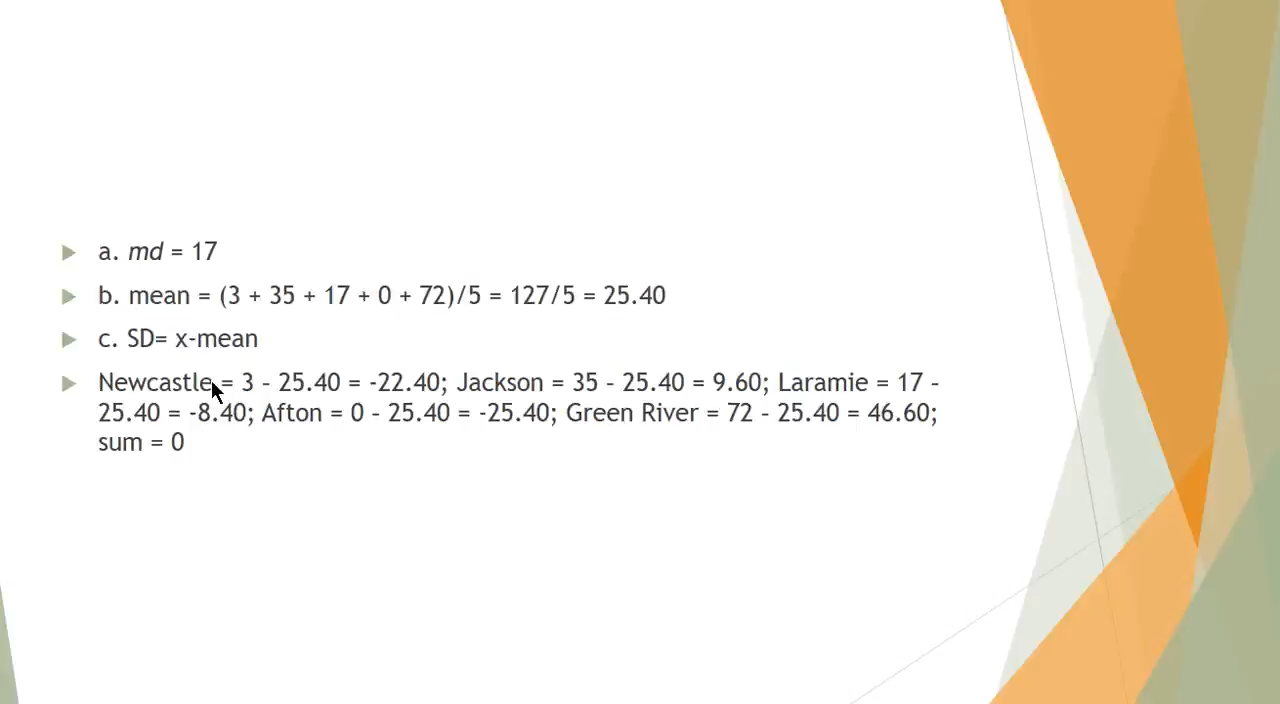 a. md = 17
b. mean = (3 + 35 + 17 + 0 + 72)/5 = 127/5 = 25.40
c. SD= x-mean
Newcastle = 3 - 25.40 = -22.40; Jackson = 35 - 25.40 = 9.60; Laramie = 17 -
25.40 = -8.40; Afton = 0 - 25.40 = -25.40; Green River = 72 - 25.40 = 46.60;
sum = 0